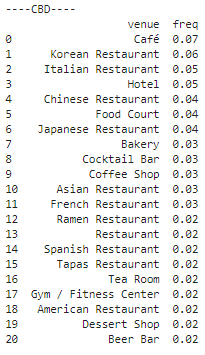 ----CBD----
venue freq
0 Café 0.07
1 Korean Restaurant 0.06
2 Italian Restaurant 0.05
3 Hotel 0.05
4 Chinese Restaurant 0.04
5 Food Court 0.04
6 Japanese Restaurant 0.04
7 Bakery 0.03
8 Cocktail Bar 0.03
9 Coffee Shop 0.03
10 Asian Restaurant 0.03
11 French Restaurant 0.03
12 Ramen Restaurant 0.02
13 Restaurant 0.02
14 Spanish Restaurant 0.02
15 Tapas Restaurant 0.02
16 Tea Room 0.02
17 Gym / Fitness Center 0.02
18 American Restaurant 0.02
19 Dessert Shop 0.02
20 Beer Bar 0.02